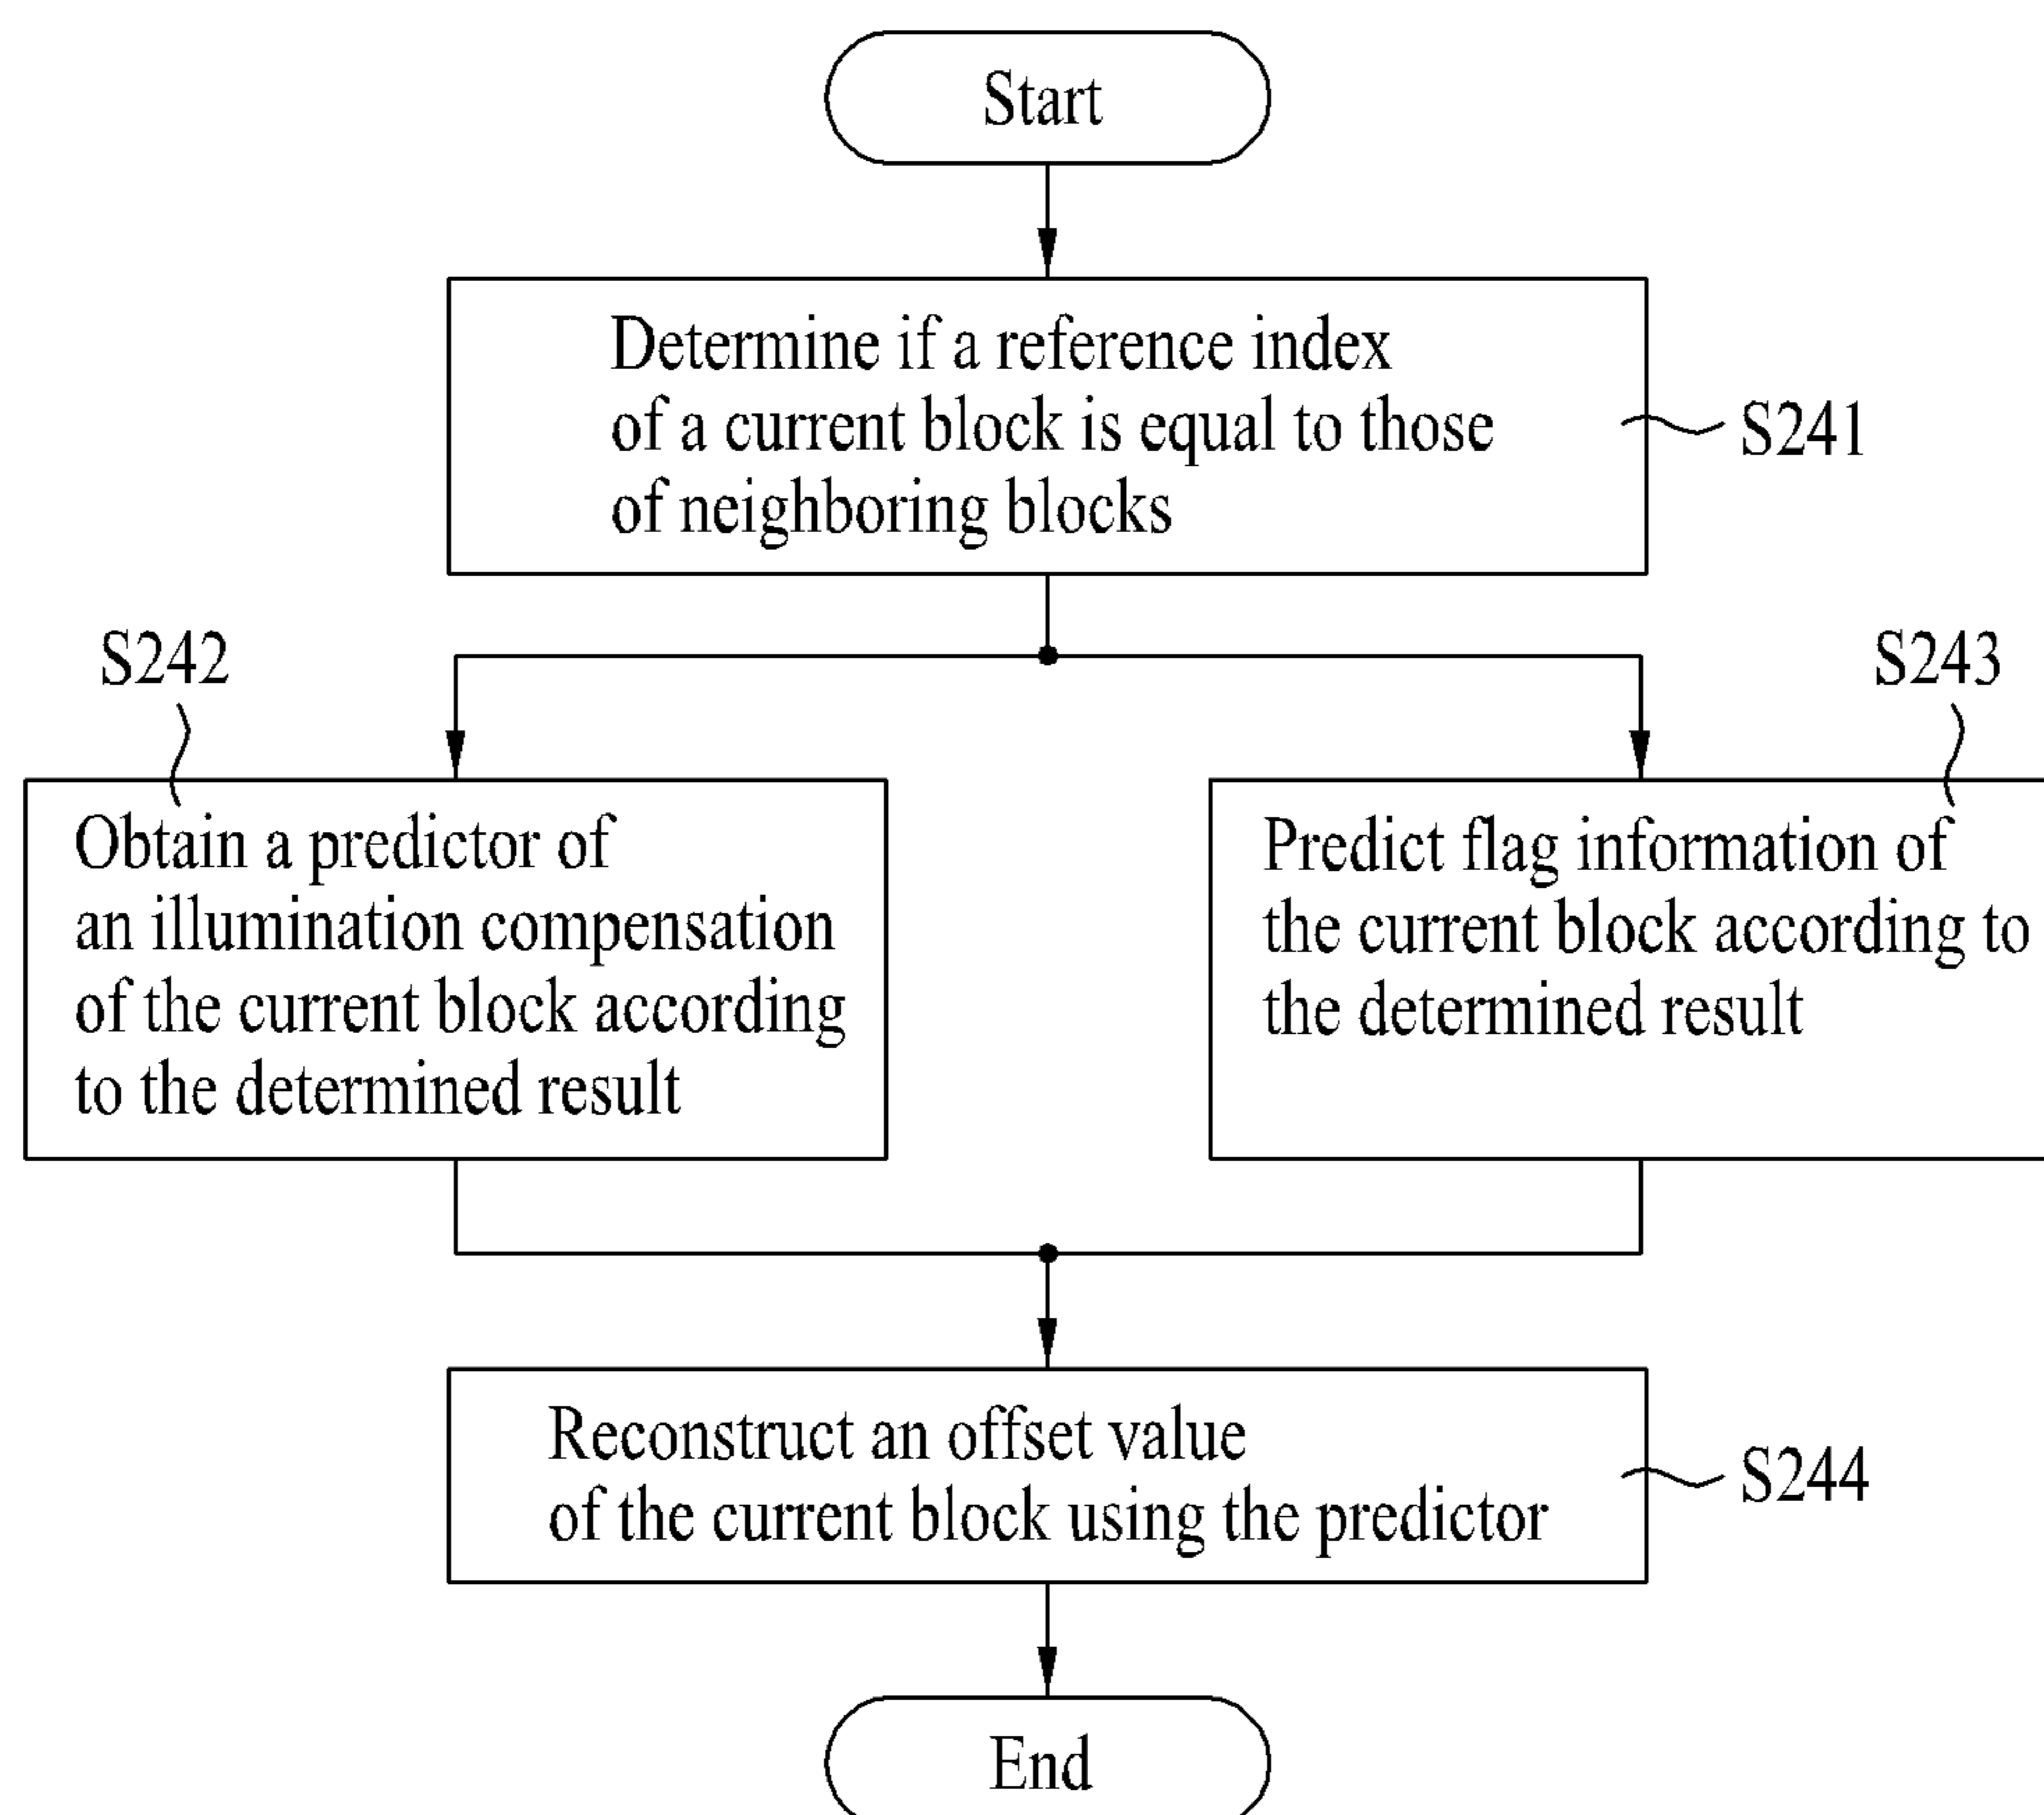 Start
Determine if a reference index
of a current block is equal to those
of neighboring blocks
S241
S242
S243
Obtain a predictor of
an illumination compensation
of the current block according
to the determined result
Predict flag information of
the current block according to
the determined result
Reconstruct an offset value
of the current block using the predictor
S244
End